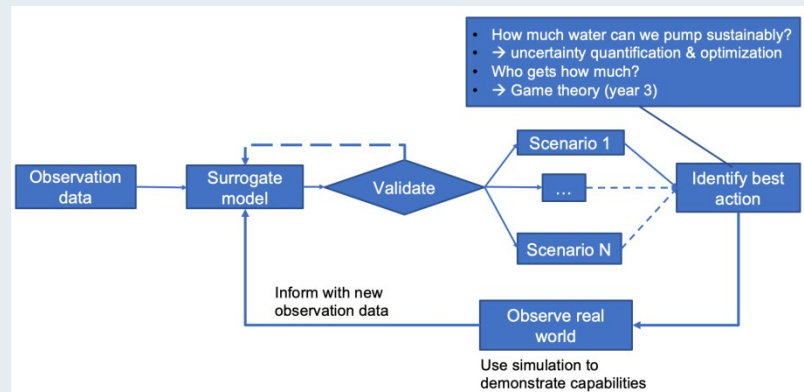 • How much water can we pump sustainably?
• → uncertainty quantification & optimization
• Who gets how much?
• → Game theory (year 3)
Observation
data
Surrogate
model
Validate
Scenario 1
...
Scenario N
Identify best
action
Inform with new
observation data
Observe real
world
Use simulation to
demonstrate capabilities